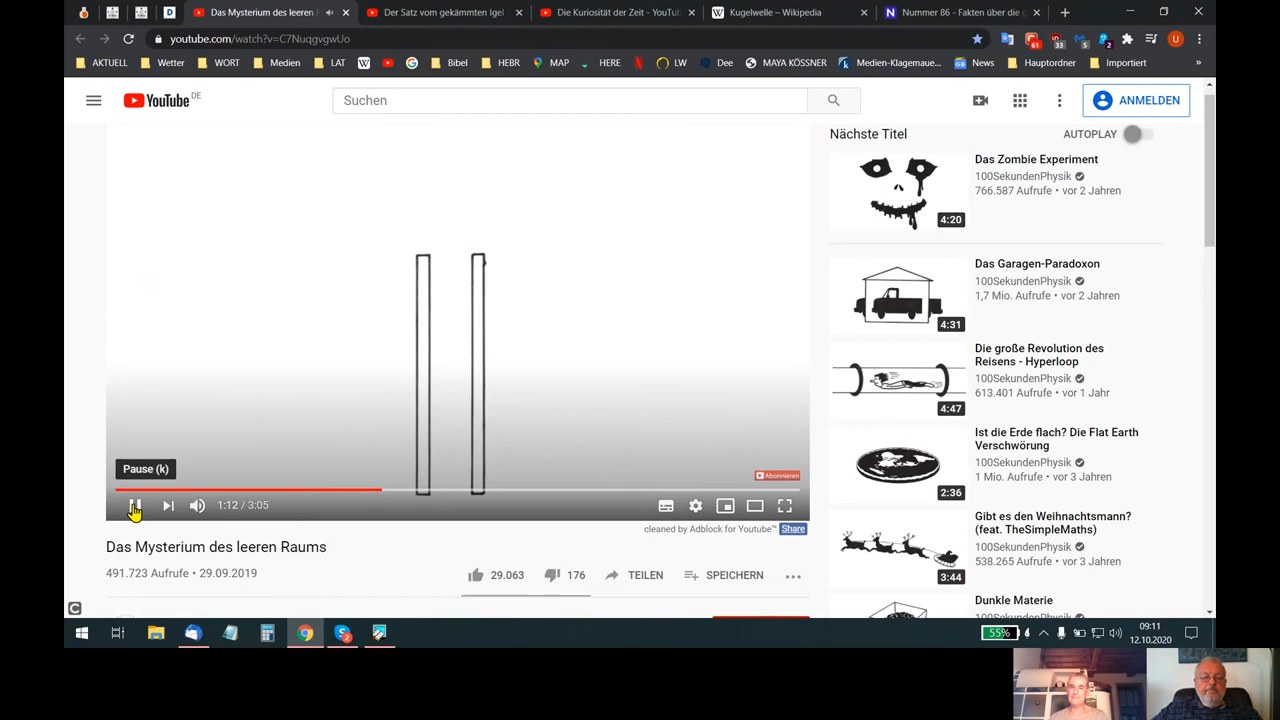 Das Mysterium des leeren R
Der Satz vom gekämmten Igel
Die Kuriosität der Zeit - YouTub
Kugelwelle – Wikipedia
Nummer 86 - Fakten über die g
youtube.com/watch?v=C7NuqgvgwUo
61
33
5
2
U
AKTUELL
Wetter
WORT
Medien
LAT
Bibel
HEBR
MAP
HERE
LW
Dee
MAYA KÖSSNER
Medien-Klagemaue...
News
Hauptordner
Importiert
»
YouTube DE
Suchen
ANMELDEN
Nächste Titel
AUTOPLAY
Das Zombie Experiment
100SekundenPhysik
766.587 Aufrufe • vor 2 Jahren
4:20
Das Garagen-Paradoxon
100SekundenPhysik
1,7 Mio. Aufrufe • vor 2 Jahren
4:31
Die große Revolution des
Reisens - Hyperloop
100SekundenPhysik
613.401 Aufrufe • vor 1 Jahr
4:47
Ist die Erde flach? Die Flat Earth
Verschwörung
100SekundenPhysik
1 Mio. Aufrufe • vor 3 Jahren
2:36
Gibt es den Weihnachtsmann?
(feat. TheSimpleMaths)
100SekundenPhysik
538.265 Aufrufe • vor 3 Jahren
3:44
Dunkle Materie
Pause (k)
Abonnieren
1:12 / 3:05
cleaned by Adblock for Youtube™ Share
Das Mysterium des leeren Raums
491.723 Aufrufe • 29.09.2019
29.063
176
TEILEN
SPEICHERN
55%
09:11
12.10.2020